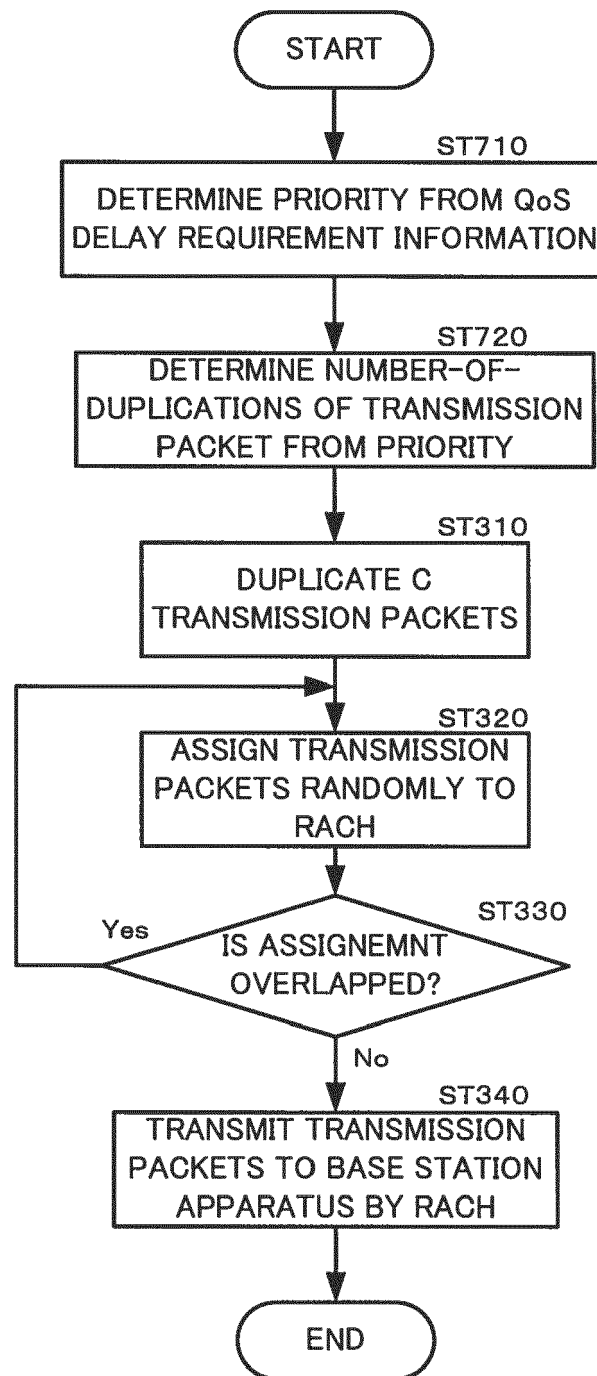 START
ST710
DETERMINE PRIORITY FROM QoS
DELAY REQUIREMENT INFORMATION
ST720
DETERMINE NUMBER-OF-
DUPLICATIONS OF TRANSMISSION
PACKET FROM PRIORITY
ST310
DUPLICATE C
TRANSMISSION PACKETS
ST320
ASSIGN TRANSMISSION
PACKETS RANDOMLY TO
RACH
Yes
ST330
IS ASSIGNEMNT
OVERLAPPED?
No
ST340
TRANSMIT TRANSMISSION
PACKETS TO BASE STATION
APPARATUS BY RACH
END